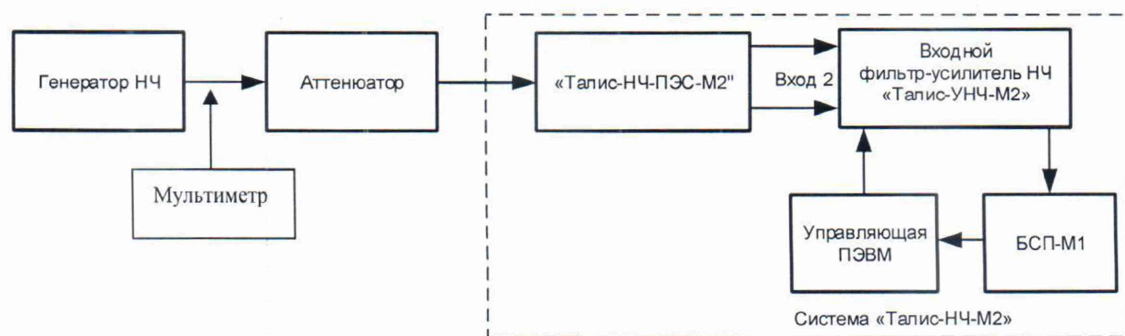 Генератор НЧ
Аттенюатор
«Талис-НЧ-ПЭС-М2"
Вход 2
Входной
фильтр-усилитель НЧ
«Талис-УНЧ-М2»
Мультиметр
Управляющая
ПЭВМ
БСП-М1
Система «Талис-НЧ-М2»